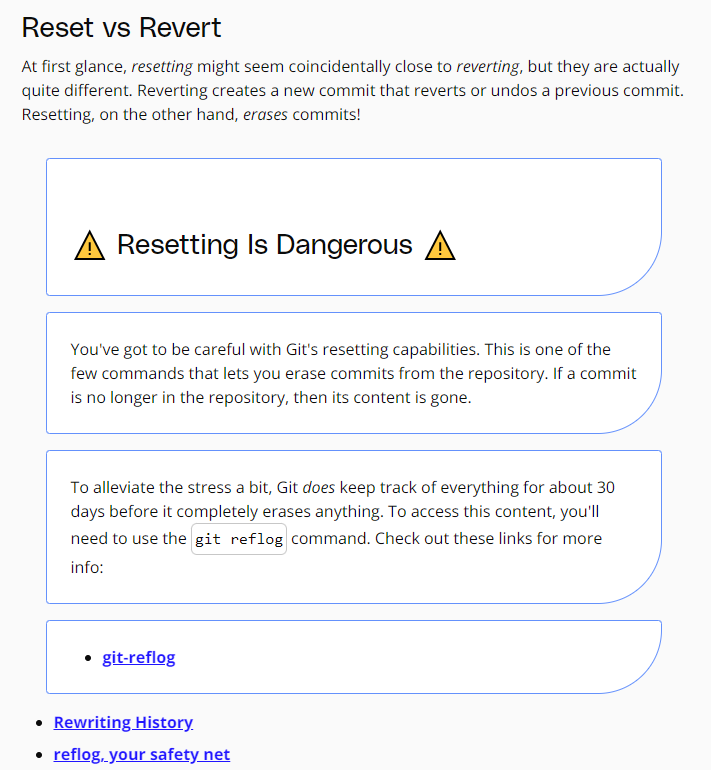 Reset vs Revert
At first glance, resetting might seem coincidentally close to reverting, but they are actually
quite different. Reverting creates a new commit that reverts or undos a previous commit.
Resetting, on the other hand, erases commits!
⚠️ Resetting Is Dangerous ⚠️
You've got to be careful with Git's resetting capabilities. This is one of the
few commands that lets you erase commits from the repository. If a commit
is no longer in the repository, then its content is gone.
To alleviate the stress a bit, Git does keep track of everything for about 30
days before it completely erases anything. To access this content, you'll
need to use the git reflog command. Check out these links for more
info:
• git-reflog
• Rewriting History
• reflog, your safety net